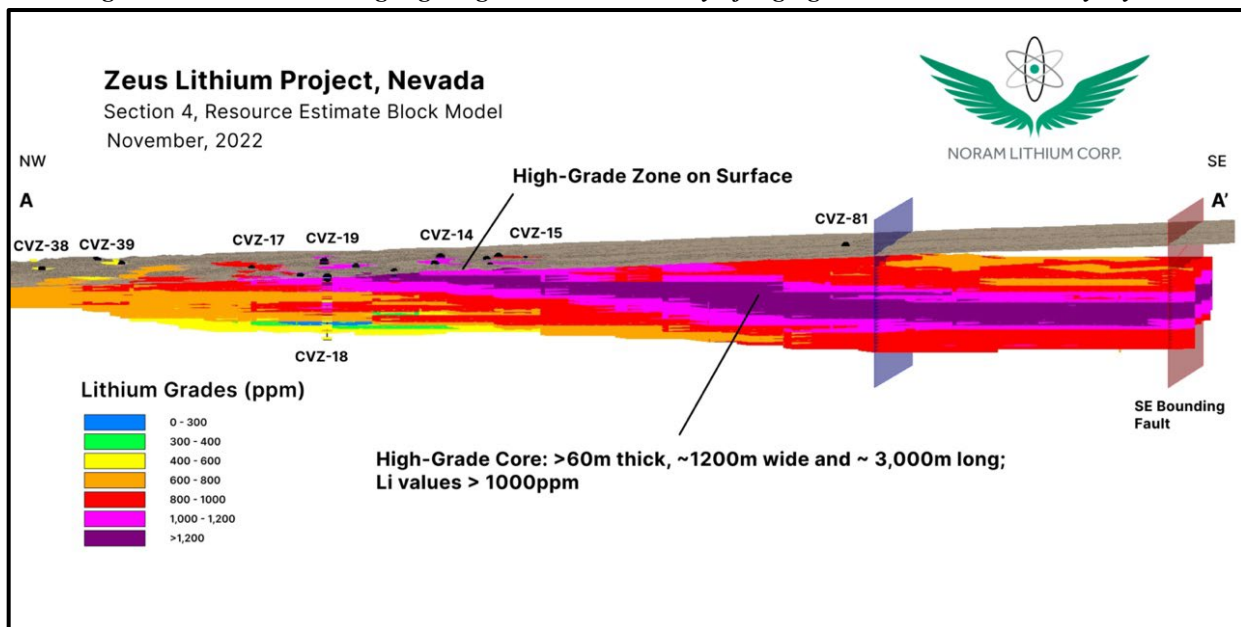 Zeus Lithium Project, Nevada
Section 4, Resource Estimate Block Model
November, 2022
NORAM LITHIUM CORP.
NW
SE
High-Grade Zone on Surface
A
A'
CVZ-38
CVZ-39
CVZ-17
CVZ-19
CVZ-14
CVZ-15
CVZ-81
CVZ-18
Lithium Grades (ppm)
0 - 300
300 - 400
400 - 600
600 - 800
800 - 1000
1,000 - 1,200
>1,200
SE Bounding
Fault
High-Grade Core: >60m thick, ~1200m wide and ~ 3,000m long;
Li values > 1000ppm